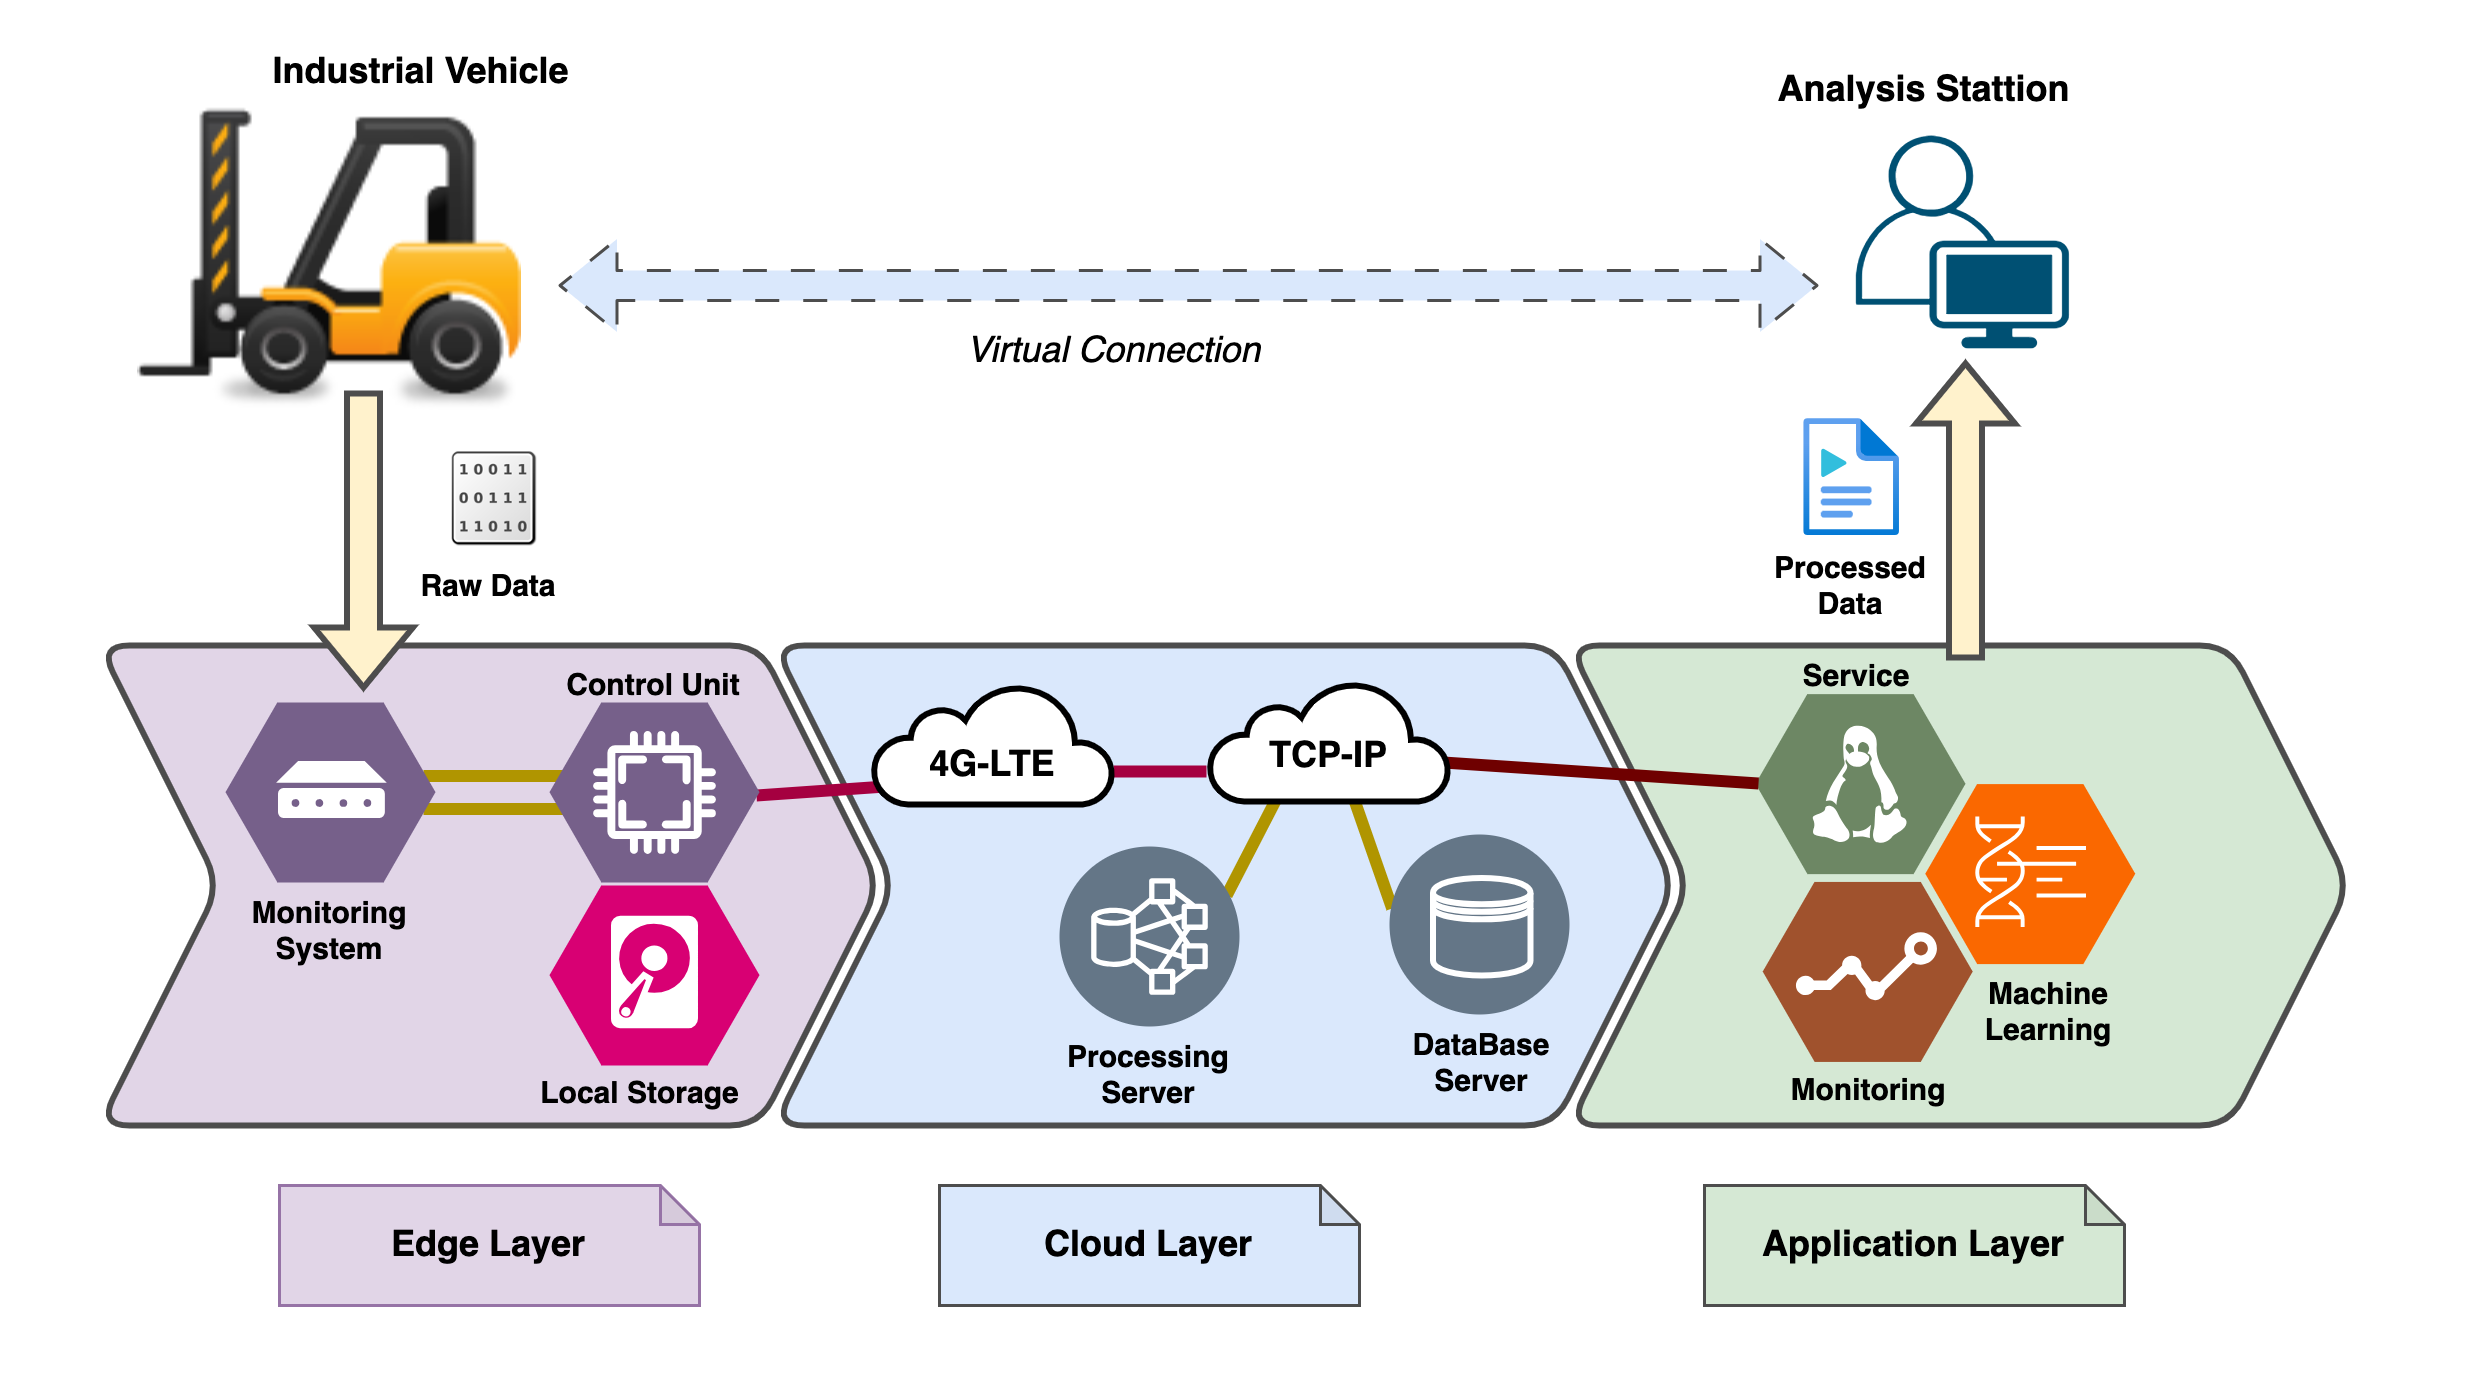 Industrial Vehicle
Analysis Stattion
Virtual Connection
10011
00111
11010
Raw Data
Processed
Data
Control Unit
Monitoring
System
Local Storage
4G-LTE
TCP-IP
Processing
Server
DataBase
Server
Service
Machine
Learning
Monitoring
Edge Layer
Cloud Layer
Application Layer